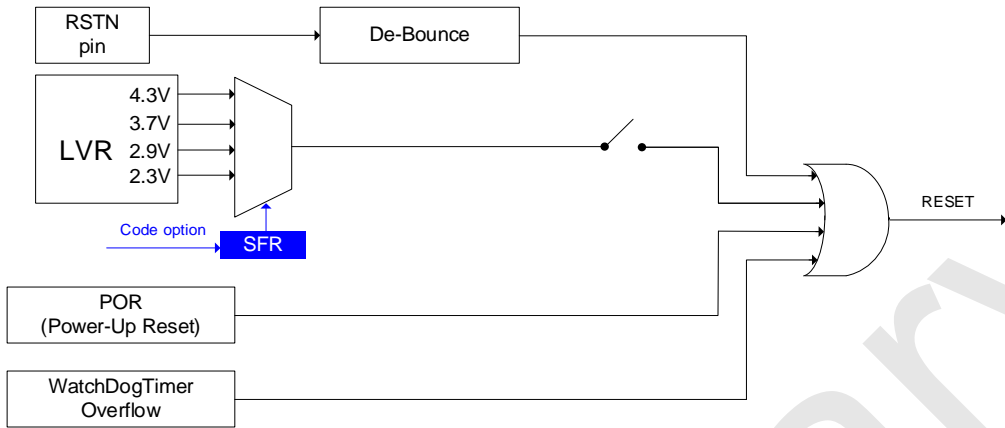 RSTN
pin
De-Bounce
4.3V
3.7V
LVR
2.9V
2.3V
Code option
SFR
RESET
POR
(Power-Up Reset)
WatchDogTimer
Overflow